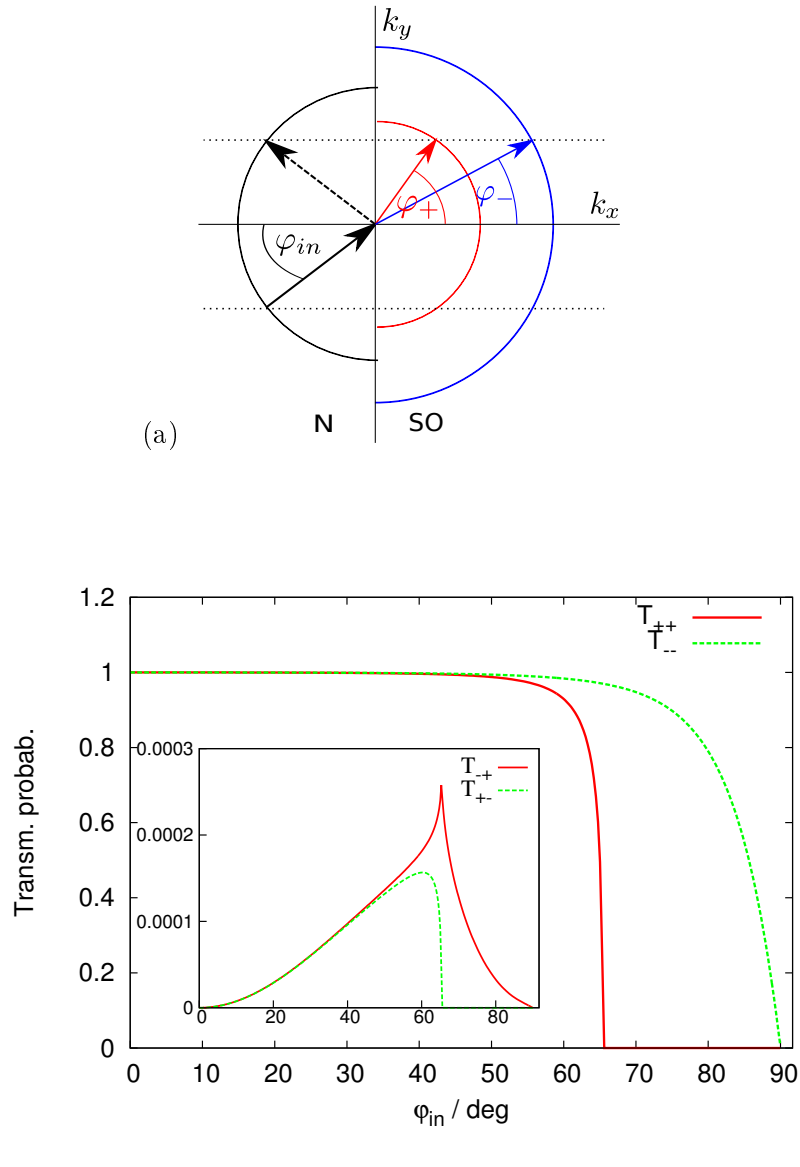 k_y
φ_in
φ_+
φ_-
k_x
N
SO
(a)
1.2
1
0.8
0.6
0.4
0.2
0
Transm. probab.
T_++
T_--
0.0003
0.0002
0.0001
0
T_-+
T_+-
0 20 40 60 80
0 10 20 30 40 50 60 70 80 90
φ_in / deg